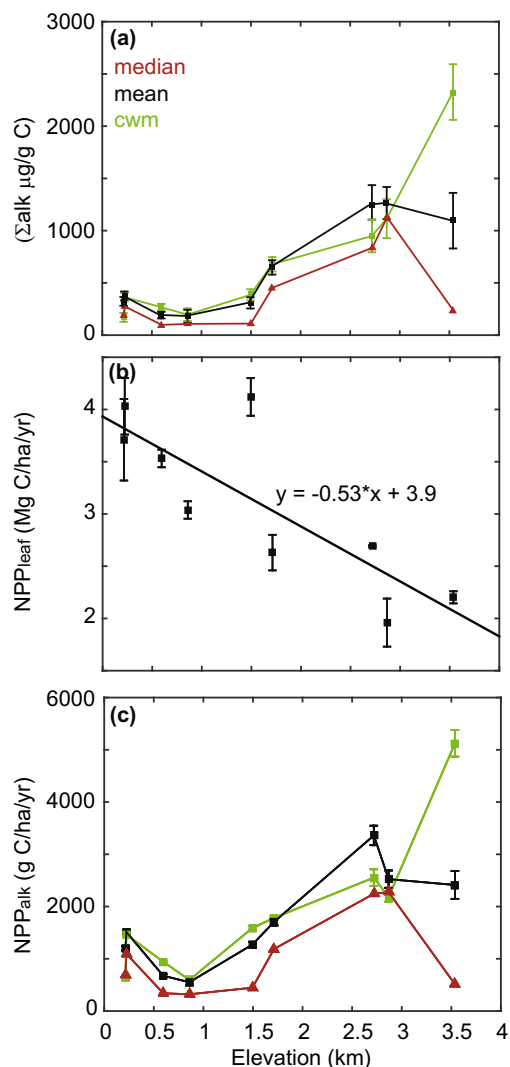 (a)
median
mean
cwm
3000
2000
1000
0
(Σalk µg/g C)
(b)
4
3
2
NPPleaf (Mg C/ha/yr)
y = -0.53*x + 3.9
(c)
6000
4000
2000
0
NPPalk (g C/ha/yr)
0 0.5 1 1.5 2 2.5 3 3.5 4
Elevation (km)